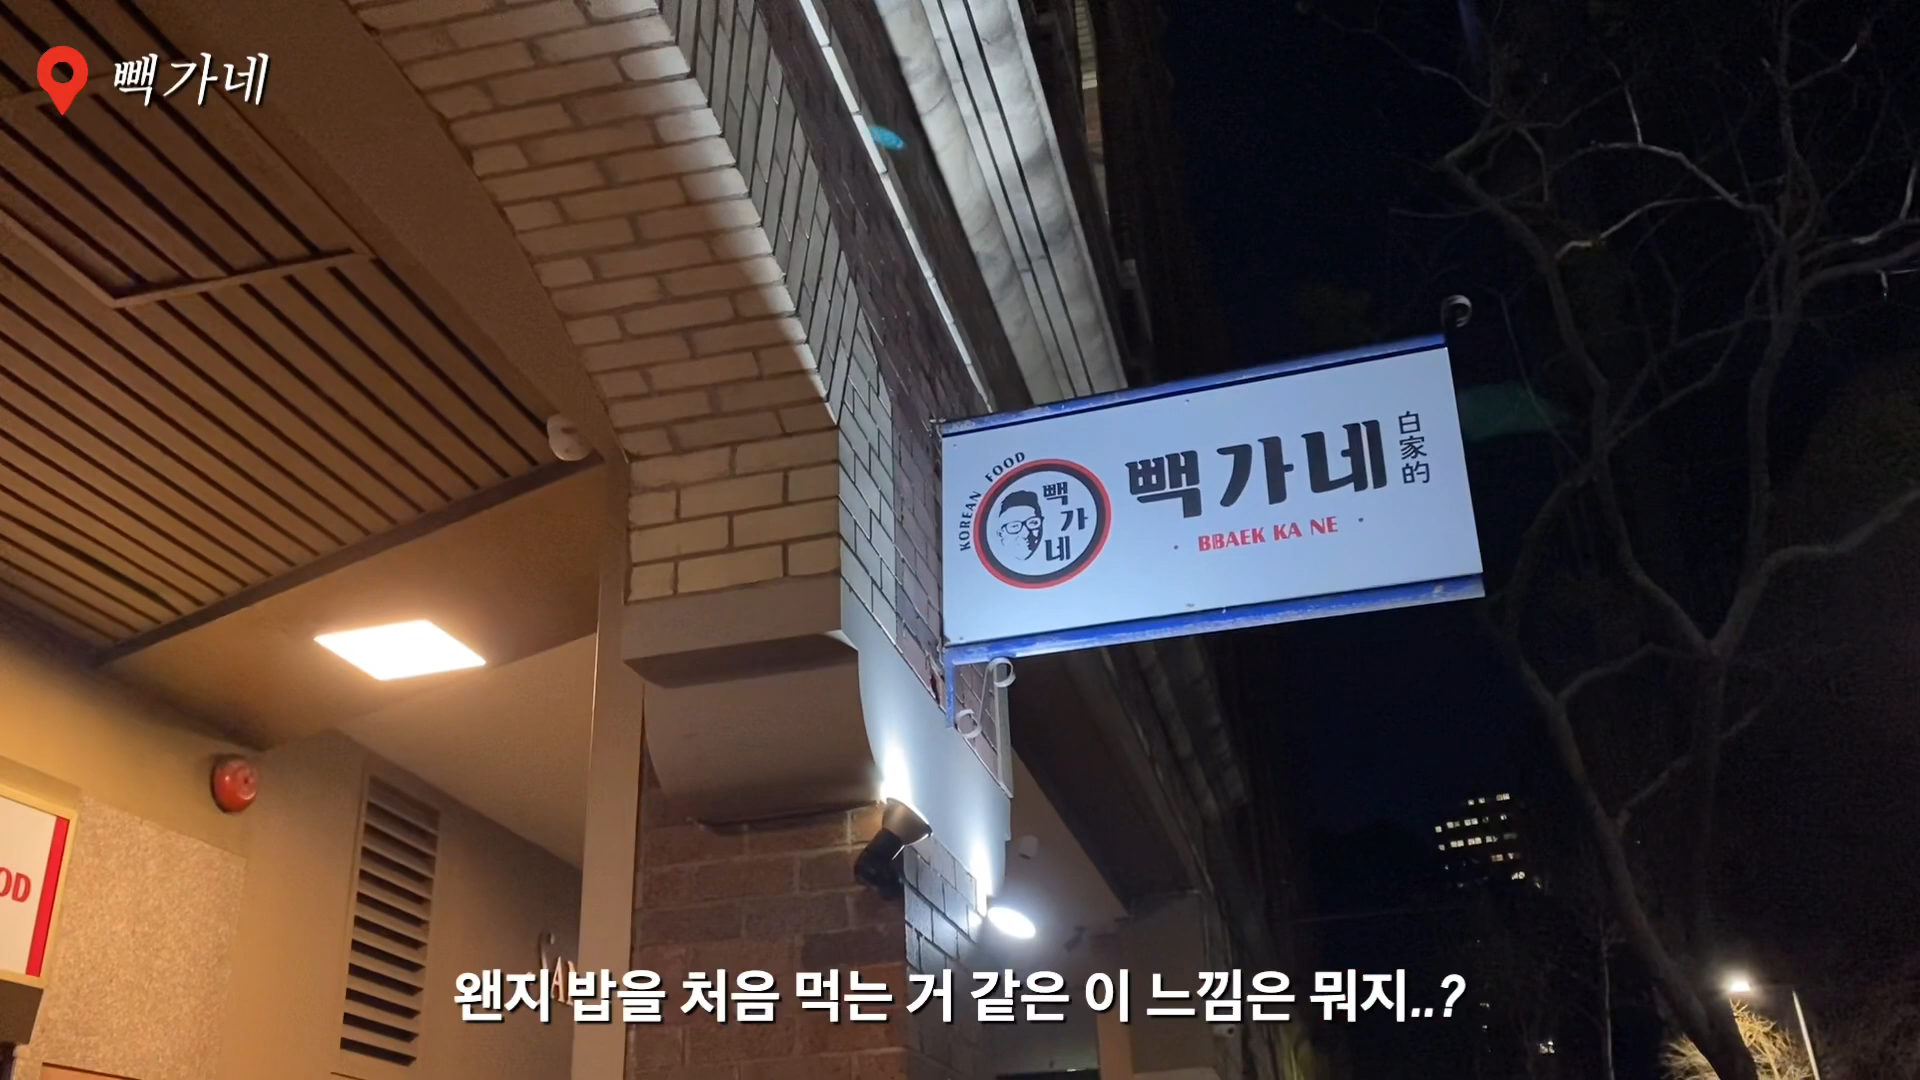 빽가네
KOREAN FOOD
빽
가
네
빽가네
白家的
BBAEK KA NE
OD
왠지 밥을 처음 먹는 거 같은 이 느낌은 뭐지..?